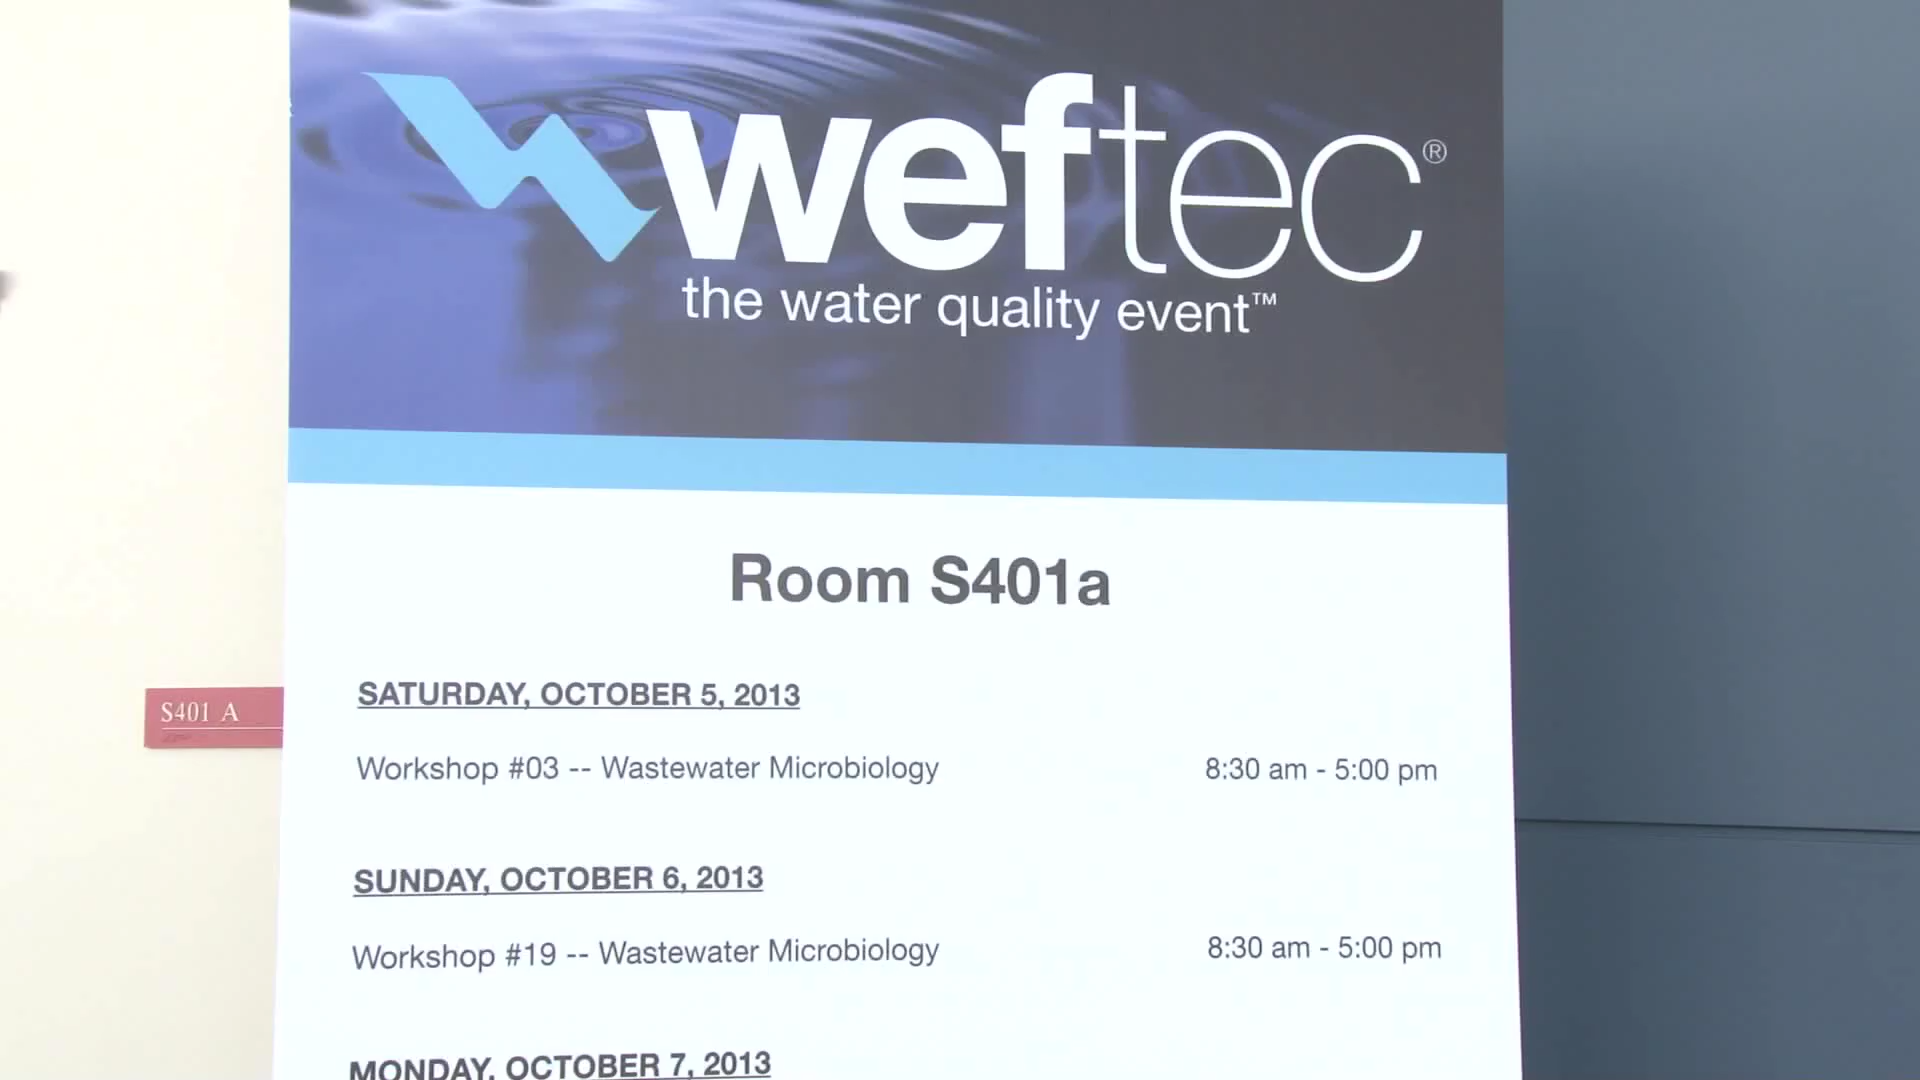 weftec®
the water quality event™
Room S401a
SATURDAY, OCTOBER 5, 2013
Workshop #03 -- Wastewater Microbiology 8:30 am - 5:00 pm
SUNDAY, OCTOBER 6, 2013
Workshop #19 -- Wastewater Microbiology 8:30 am - 5:00 pm
MONDAY, OCTOBER 7, 2013
S401 A